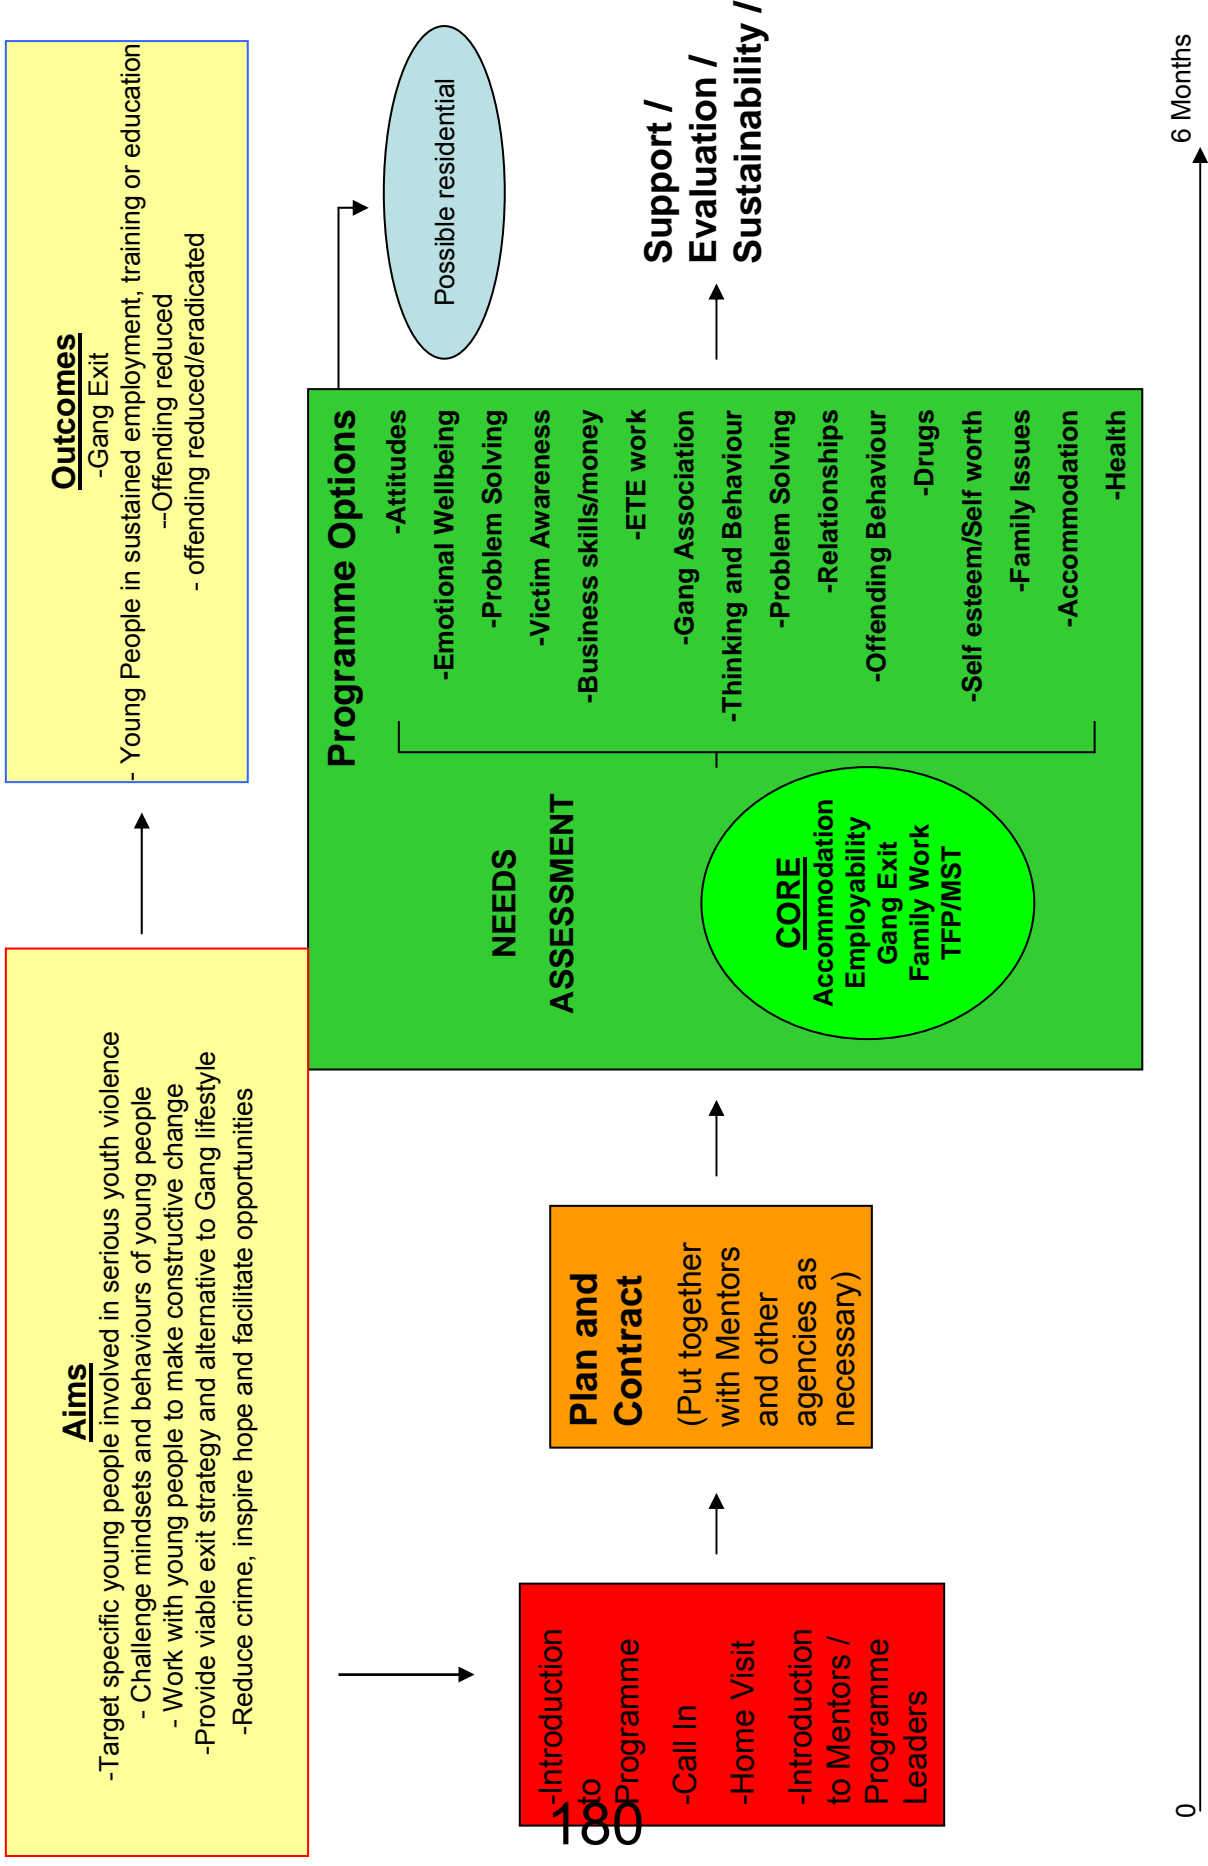 Aims
-Target specific young people involved in serious youth violence
- Challenge mindsets and behaviours of young people
- Work with young people to make constructive change
-Provide viable exit strategy and alternative to Gang lifestyle
-Reduce crime, inspire hope and facilitate opportunities
Outcomes
-Gang Exit
- Young People in sustained employment, training or education
--Offending reduced
- offending reduced/eradicated
-Introduction
to
Programme
-Call In
-Home Visit
-Introduction
to Mentors /
Programme
Leaders
Plan and
Contract
(Put together
with Mentors
and other
agencies as
necessary)
NEEDS
ASSESSMENT
CORE
Accommodation
Employability
Gang Exit
Family Work
TFP/MST
Programme Options
-Attitudes
-Emotional Wellbeing
-Problem Solving
-Victim Awareness
-Business skills/money
-ETE work
-Gang Association
-Thinking and Behaviour
-Problem Solving
-Relationships
-Offending Behaviour
-Drugs
-Self esteem/Self worth
-Family Issues
-Accommodation
-Health
Possible residential
Support /
Evaluation /
Sustainability /
0
6 Months
180